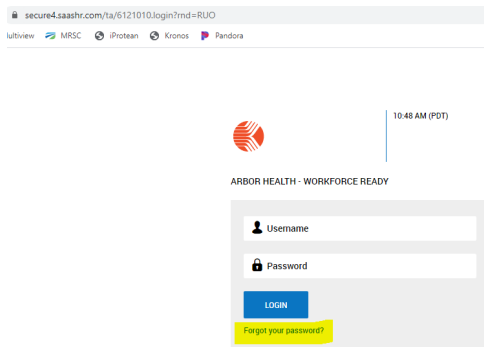 secure4.saashr.com/ta/6121010.login?rnd=RUO
lultiview MRSC iProtean Kronos Pandora
10:48 AM (PDT)
ARBOR HEALTH - WORKFORCE READY
Username
Password
LOGIN
Forgot your password?